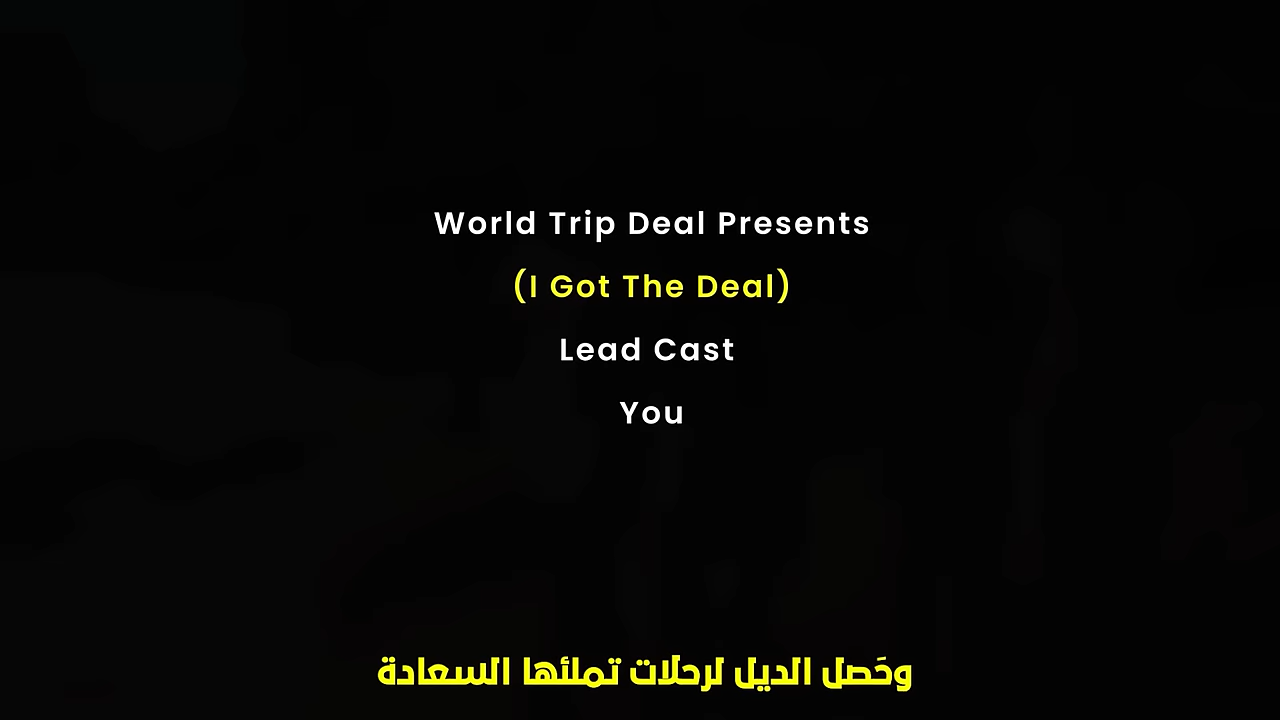 World Trip Deal Presents
(I Got The Deal)
Lead Cast
You
وحَصل الديل لرحلات تملئها السعادة